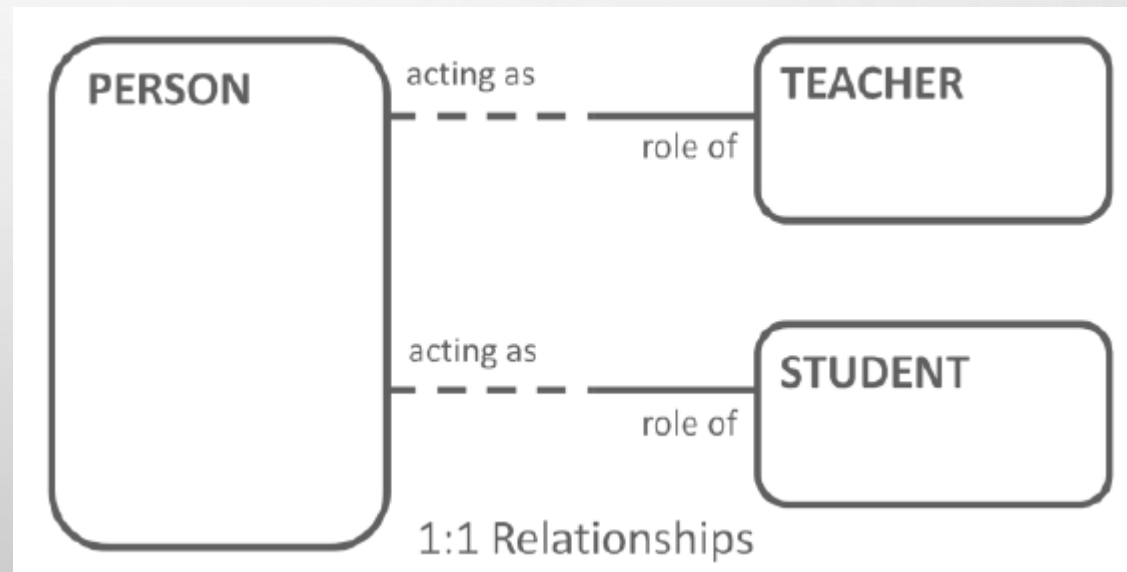 PERSON
acting as
TEACHER
role of
acting as
STUDENT
role of
1:1 Relationships